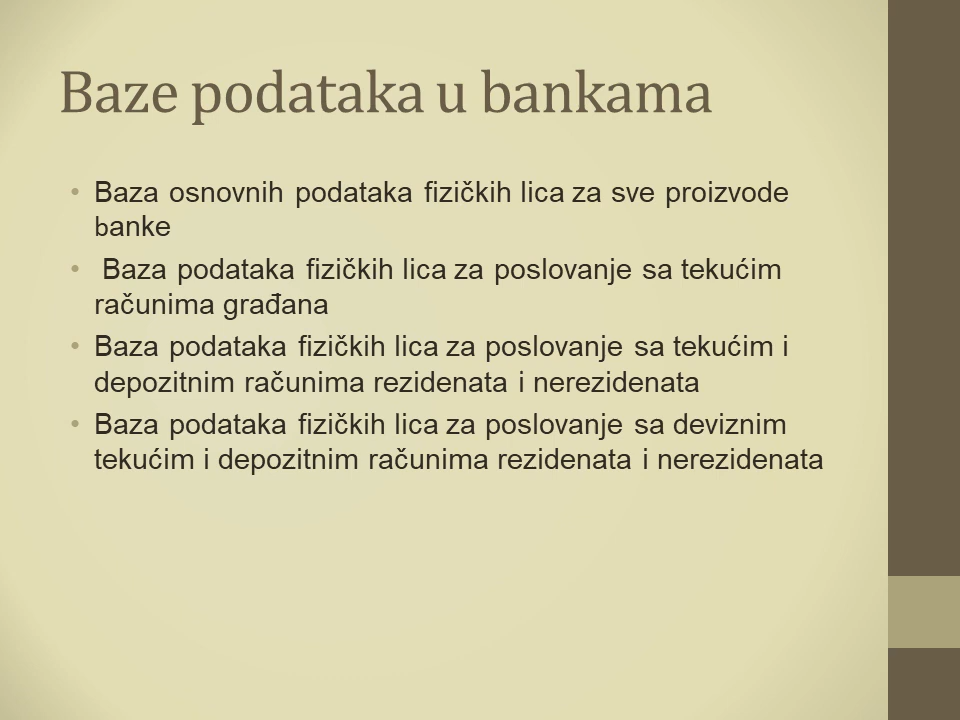 Baze podataka u bankama
• Baza osnovnih podataka fizičkih lica za sve proizvode
banke
• Baza podataka fizičkih lica za poslovanje sa tekućim
računima građana
• Baza podataka fizičkih lica za poslovanje sa tekućim i
depozitnim računima rezidenata i nerezidenata
• Baza podataka fizičkih lica za poslovanje sa deviznim
tekućim i depozitnim računima rezidenata i nerezidenata